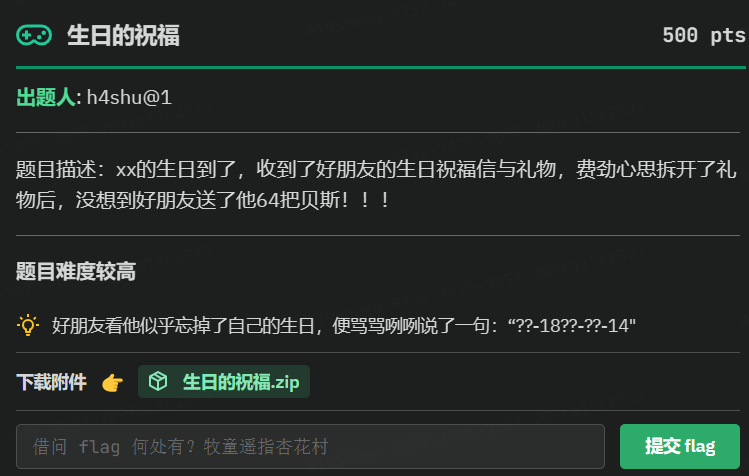 生日的祝福
500 pts
出题人: h4shu@1
题目描述：xx的生日到了，收到了好朋友的生日祝福信与礼物，费劲心思拆开了礼
物后，没想到好朋友送了他64把贝斯！！！
题目难度较高
好朋友看他似乎忘掉了自己的生日，便骂骂咧咧说了一句：“??-18??-??-14"
下载附件 👉 生日的祝福.zip
借问 flag 何处有？牧童遥指杏花村
提交 flag